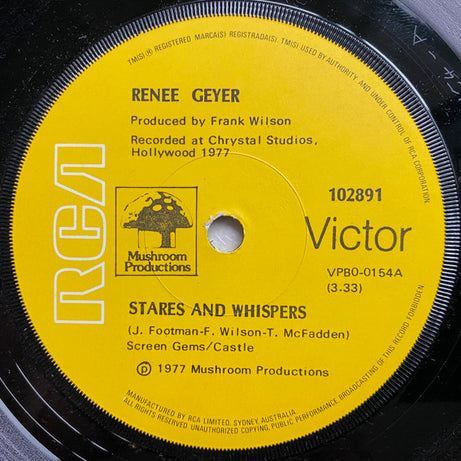 TM(S) ® REGISTERED MARCA(S) REGISTRADA(S). TM(S) USED BY AUTHORITY AND UNDER CONTROL OF RCA CORPORATION
RENEE GEYER
Produced by Frank Wilson
Recorded at Chrystal Studios,
Hollywood 1977
RCA
Mushroom
Productions
102891
Victor
VPBO-0154A
(3.33)
STARES AND WHISPERS
(J. Footman-F. Wilson-T. McFadden)
Screen Gems/Castle
℗ 1977 Mushroom Productions
MANUFACTURED BY RCA LIMITED, SYDNEY, AUSTRALIA.
UNAUTHORIZED COPYING, PUBLIC PERFORMANCE, BROADCASTING OF THIS RECORD FORBIDDEN.